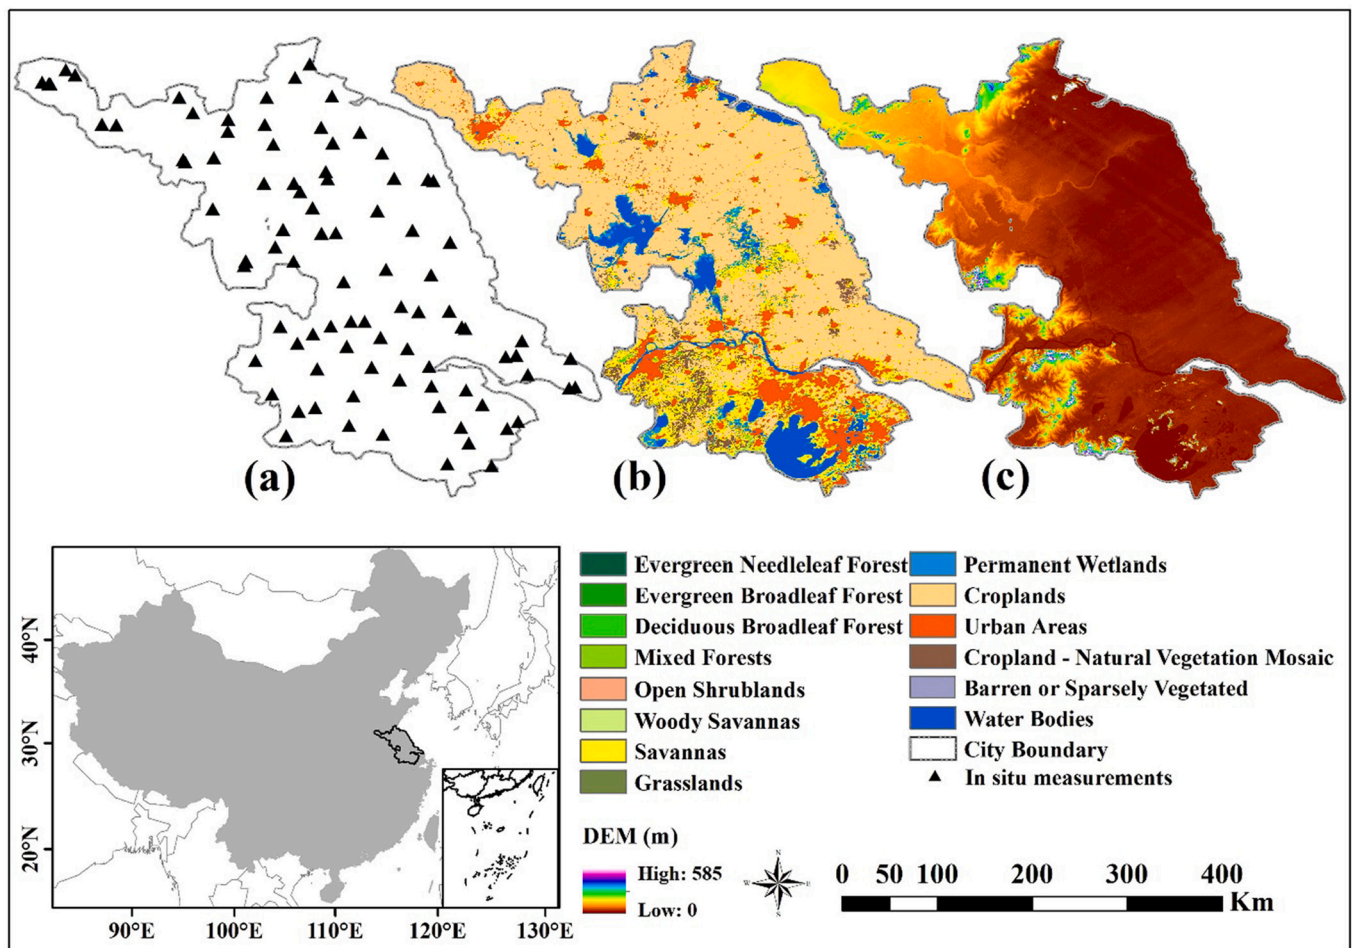 (a) (b) (c)
Evergreen Needleleaf Forest
Evergreen Broadleaf Forest
Deciduous Broadleaf Forest
Mixed Forests
Open Shrublands
Woody Savannas
Savannas
Grasslands
Permanent Wetlands
Croplands
Urban Areas
Cropland - Natural Vegetation Mosaic
Barren or Sparsely Vegetated
Water Bodies
City Boundary
In situ measurements
40°N
30°N
20°N
90°E 100°E 110°E 120°E 130°E
DEM (m)
High: 585
Low: 0
N
W E
S
0 50 100 200 300 400
Km